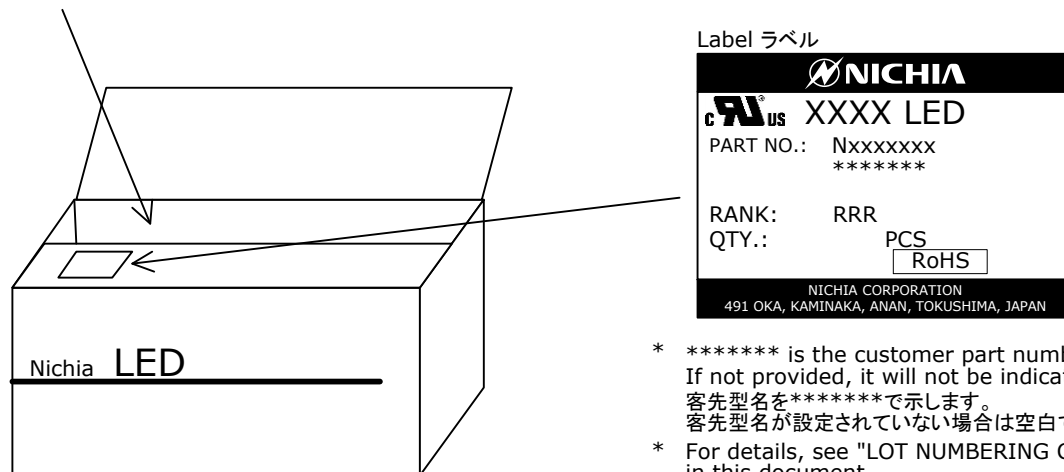 Label ラベル
NICHIA
c RU us XXXX LED
PART NO.: Nxxxxxxx
*******
RANK: RRR
QTY.: PCS
RoHS
NICHIA CORPORATION
491 OKA, KAMINAKA, ANAN, TOKUSHIMA, JAPAN
Nichia LED
* ******* is the customer part
If not provided, it will not be
客先型名を*******で示します。
客先型名が設定されていない場合は空白
* For details, see "LOT NUMBERING
in this document.